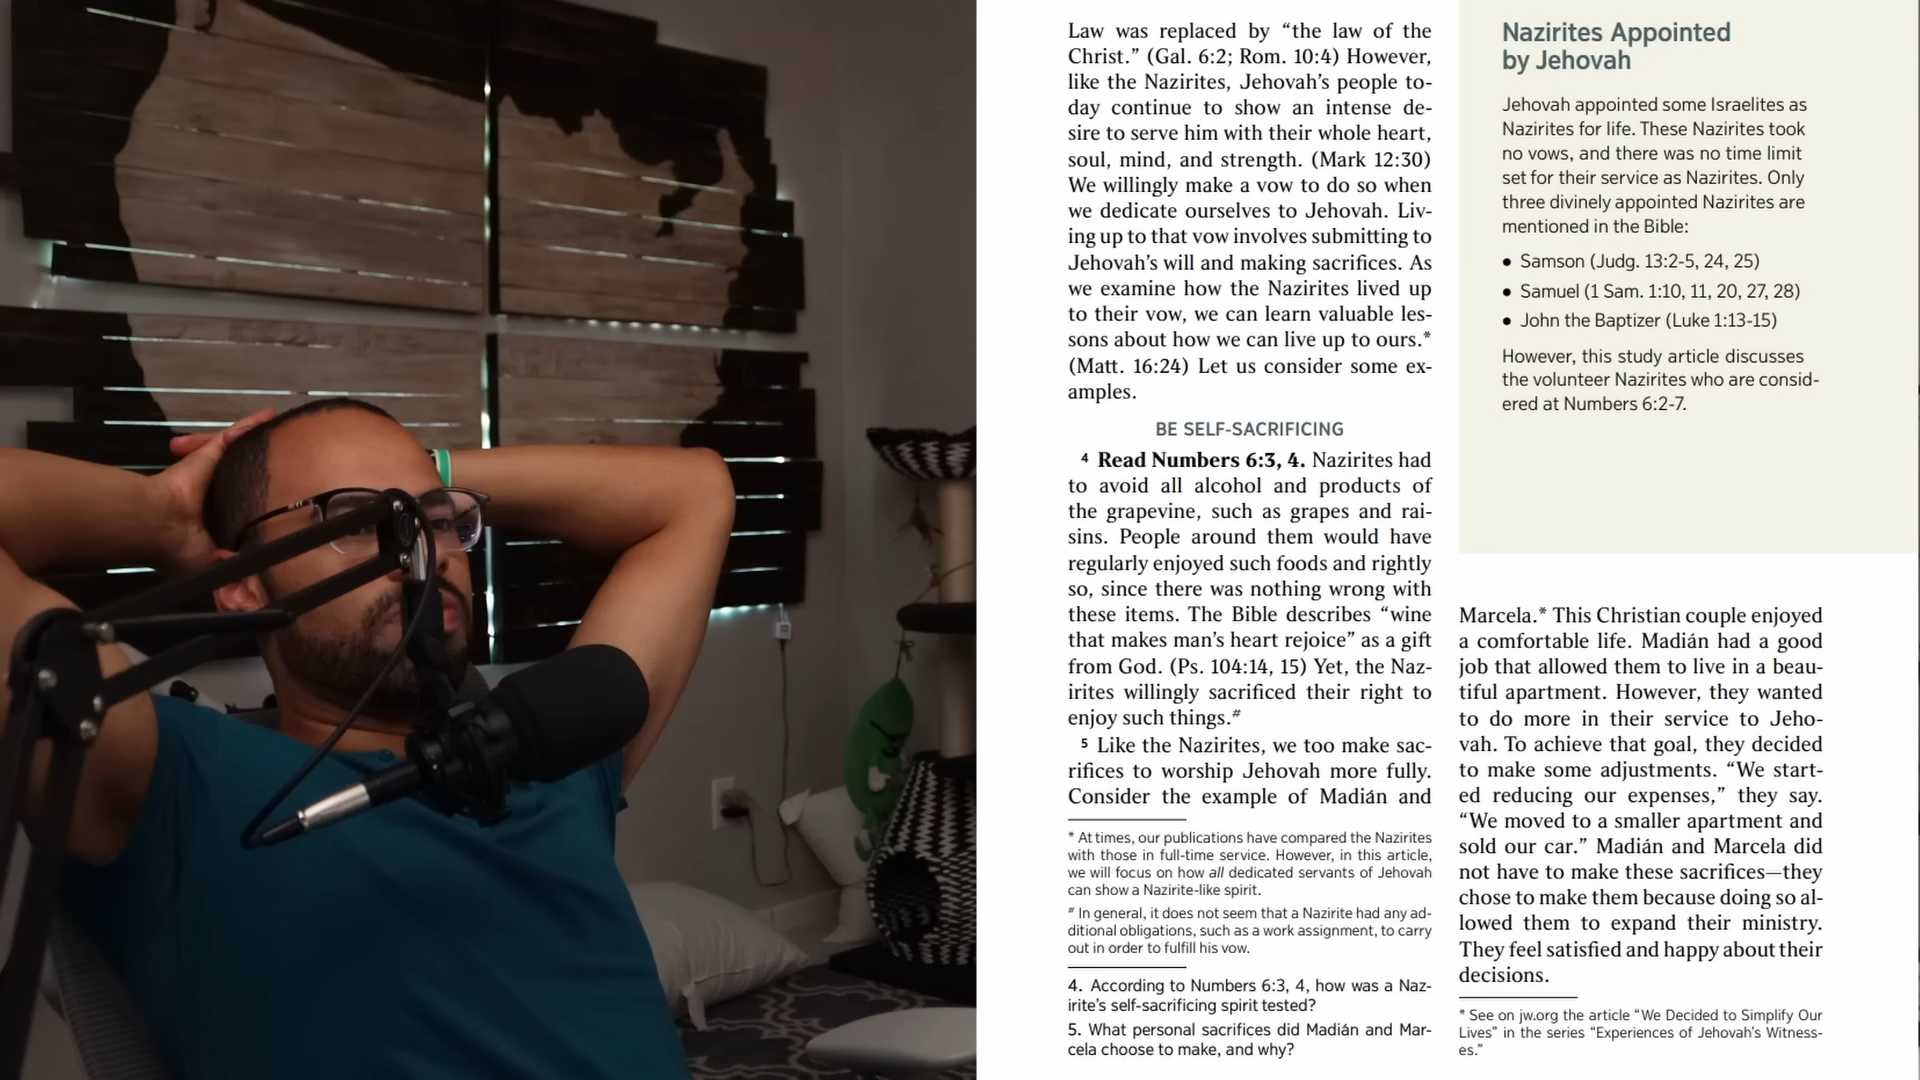 Law was replaced by “the law of the
Christ.” (Gal. 6:2; Rom. 10:4) However,
like the Nazirites, Jehovah’s people to-
day continue to show an intense de-
sire to serve him with their whole heart,
soul, mind, and strength. (Mark 12:30)
We willingly make a vow to do so when
we dedicate ourselves to Jehovah. Liv-
ing up to that vow involves submitting to
Jehovah’s will and making sacrifices. As
we examine how the Nazirites lived up
to their vow, we can learn valuable les-
sons about how we can live up to ours.*
(Matt. 16:24) Let us consider some ex-
amples.
BE SELF-SACRIFICING
4 Read Numbers 6:3, 4. Nazirites had
to avoid all alcohol and products of
the grapevine, such as grapes and rai-
sins. People around them would have
regularly enjoyed such foods and rightly
so, since there was nothing wrong with
these items. The Bible describes “wine
that makes man’s heart rejoice” as a gift
from God. (Ps. 104:14, 15) Yet, the Naz-
irites willingly sacrificed their right to
enjoy such things.#
5 Like the Nazirites, we too make sac-
rifices to worship Jehovah more fully.
Consider the example of Madián and
* At times, our publications have compared the Nazirites
with those in full-time service. However, in this article,
we will focus on how all dedicated servants of Jehovah
can show a Nazirite-like spirit.
# In general, it does not seem that a Nazirite had any ad-
ditional obligations, such as a work assignment, to carry
out in order to fulfill his vow.
4. According to Numbers 6:3, 4, how was a Naz-
irite’s self-sacrificing spirit tested?
5. What personal sacrifices did Madián and Mar-
cela choose to make, and why?
Nazirites Appointed
by Jehovah
Jehovah appointed some Israelites as
Nazirites for life. These Nazirites took
no vows, and there was no time limit
set for their service as Nazirites. Only
three divinely appointed Nazirites are
mentioned in the Bible:
● Samson (Judg. 13:2-5, 24, 25)
● Samuel (1 Sam. 1:10, 11, 20, 27, 28)
● John the Baptizer (Luke 1:13-15)
However, this study article discusses
the volunteer Nazirites who are consid-
ered at Numbers 6:2-7.
Marcela.* This Christian couple enjoyed
a comfortable life. Madián had a good
job that allowed them to live in a beau-
tiful apartment. However, they wanted
to do more in their service to Jeho-
vah. To achieve that goal, they decided
to make some adjustments. “We start-
ed reducing our expenses,” they say.
“We moved to a smaller apartment and
sold our car.” Madián and Marcela did
not have to make these sacrifices—they
chose to make them because doing so al-
lowed them to expand their ministry.
They feel satisfied and happy about their
decisions.
* See on jw.org the article “We Decided to Simplify Our
Lives” in the series “Experiences of Jehovah’s Witness-
es.”